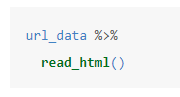 url_data %>%
read_html()